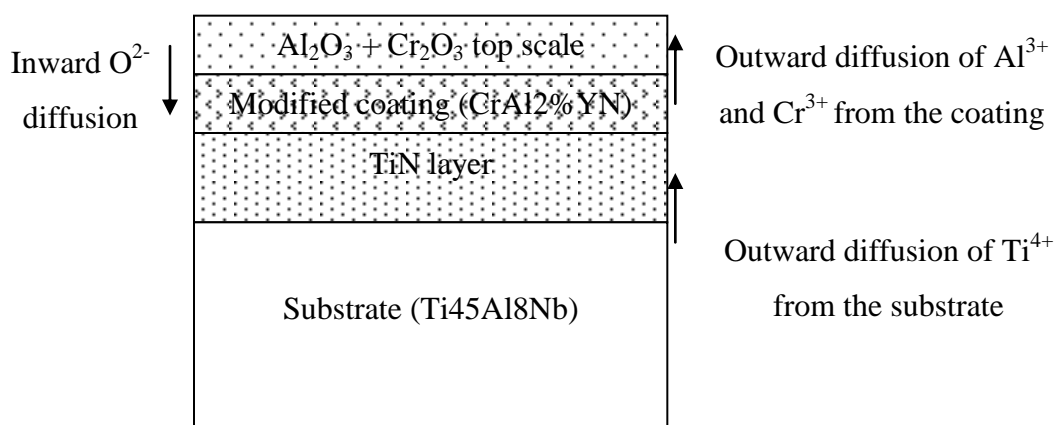 Inward O²⁻
diffusion
Al₂O₃ + Cr₂O₃ top scale
Modified coating (CrAl2%YN)
TiN layer
Substrate (Ti45Al8Nb)
Outward diffusion of Al³⁺
and Cr³⁺ from the coating
Outward diffusion of Ti⁴⁺
from the substrate